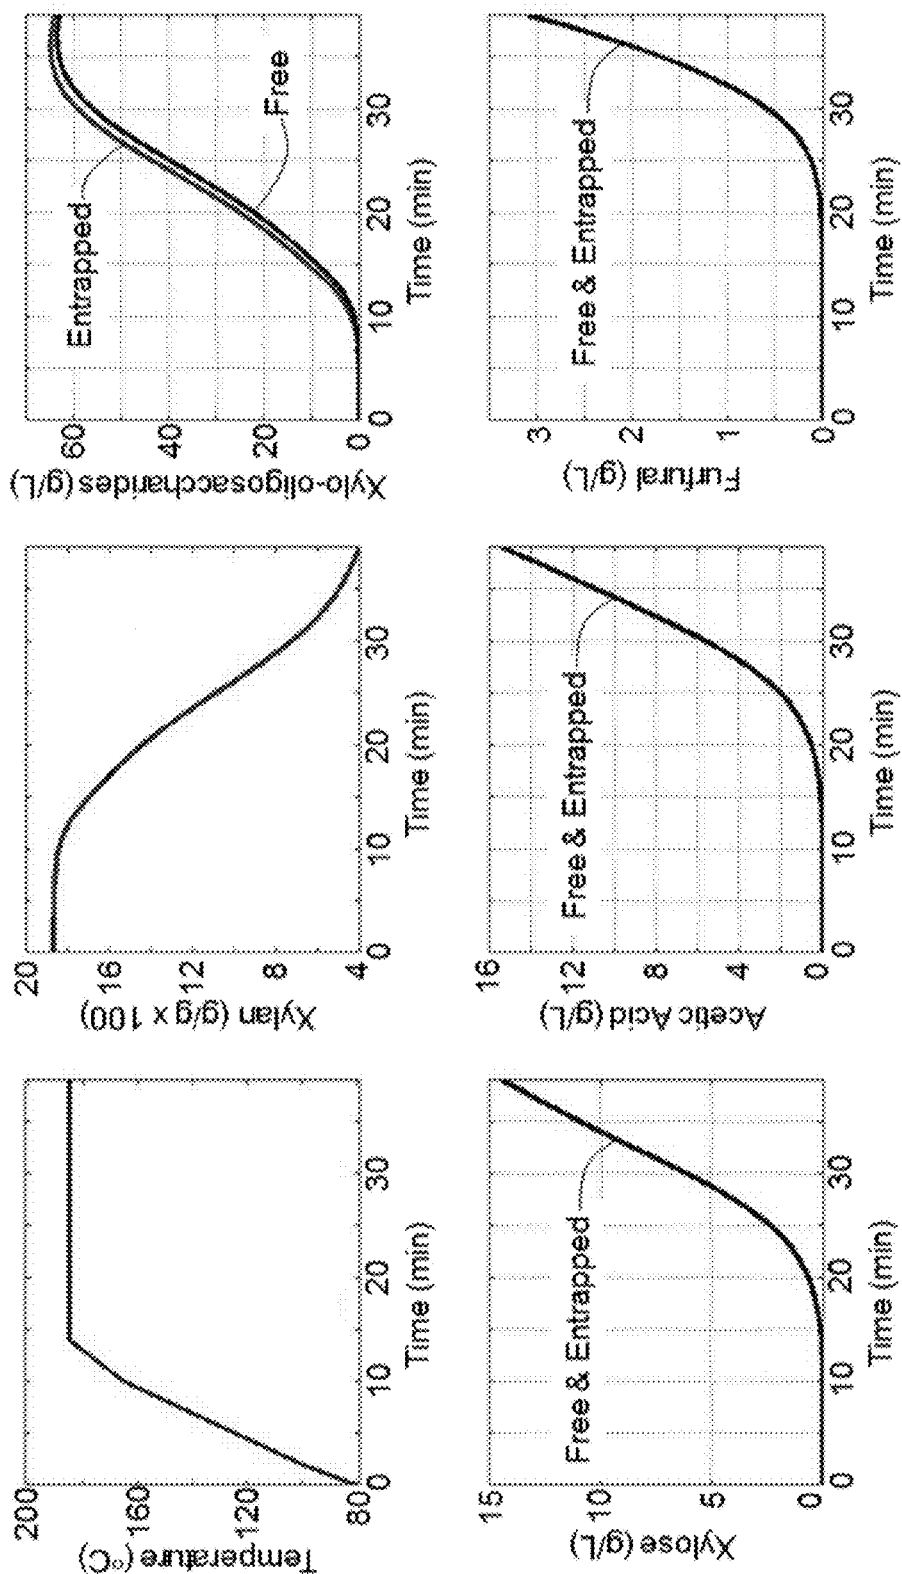 Temperature (°C)
200
160
120
80
0
10
20
30
Time (min)
Xylan (g/g x 100)
20
16
12
8
4
0
10
20
30
Time (min)
Xylo-oligosaccharides (g/L)
60
40
20
0
Entrapped
Free
0
10
20
30
Time (min)
Xylose (g/L)
15
10
5
0
Free & Entrapped
0
10
20
30
Time (min)
Acetic Acid (g/L)
16
12
8
4
0
Free & Entrapped
0
10
20
30
Time (min)
Furfural (g/L)
3
2
1
0
Free & Entrapped
0
10
20
30
Time (min)